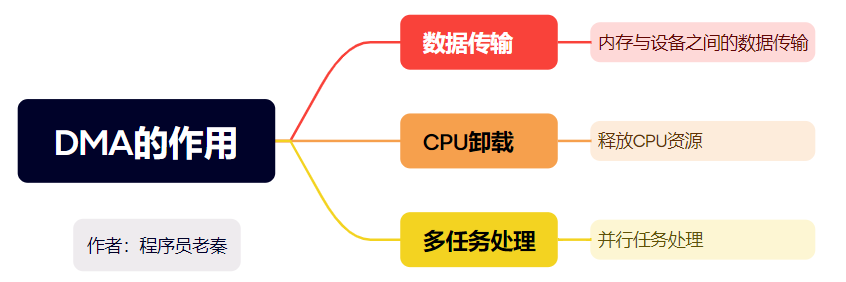 DMA的作用
数据传输
内存与设备之间的数据传输
CPU卸载
释放CPU资源
多任务处理
并行任务处理
作者：程序员老秦